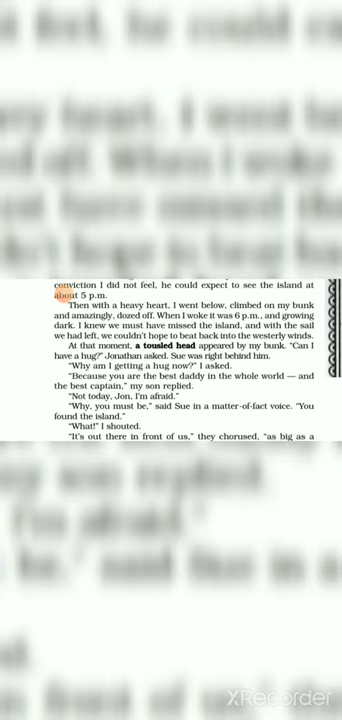 conviction I did not feel, he could expect to see the island at
about 5 p.m.
Then with a heavy heart, I went below, climbed on my bunk
and amazingly, dozed off. When I woke it was 6 p.m., and growing
dark. I knew we must have missed the island, and with the sail
we had left, we couldn't hope to beat back into the westerly winds.
At that moment, a tousled head appeared by my bunk. "Can I
have a hug?" Jonathan asked. Sue was right behind him.
"Why am I getting a hug now?" I asked.
"Because you are the best daddy in the whole world — and
the best captain," my son replied.
"Not today, Jon, I'm afraid."
"Why, you must be," said Sue in a matter-of-fact voice. "You
found the island."
"What!" I shouted.
"It's out there in front of us," they chorused, "as big as a
XRecorder